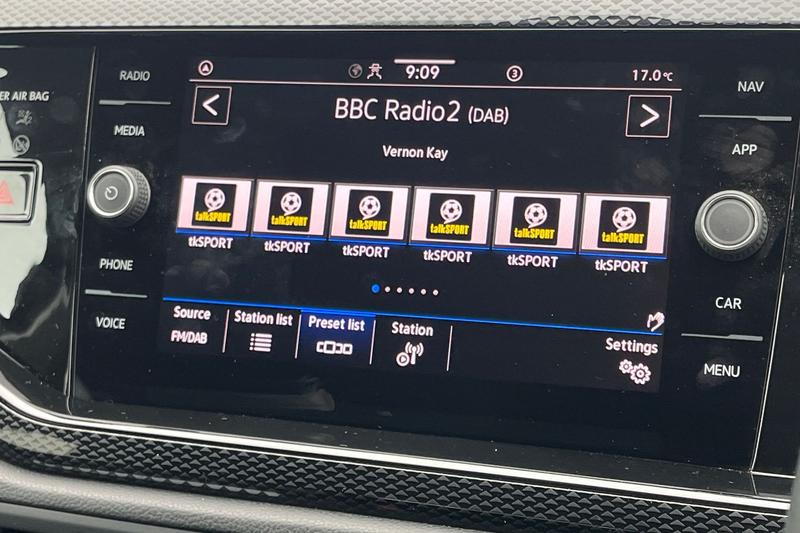 ER AIR BAG
RADIO
MEDIA
PHONE
VOICE
9:09
3
17.0°C
BBC Radio2 (DAB)
Vernon Kay
talkSPORT talkSPORT talkSPORT talkSPORT talkSPORT talkSPORT
tkSPORT tkSPORT tkSPORT tkSPORT tkSPORT tkSPORT
Source Station list Preset list Station Settings
FM/DAB
NAV
APP
CAR
MENU